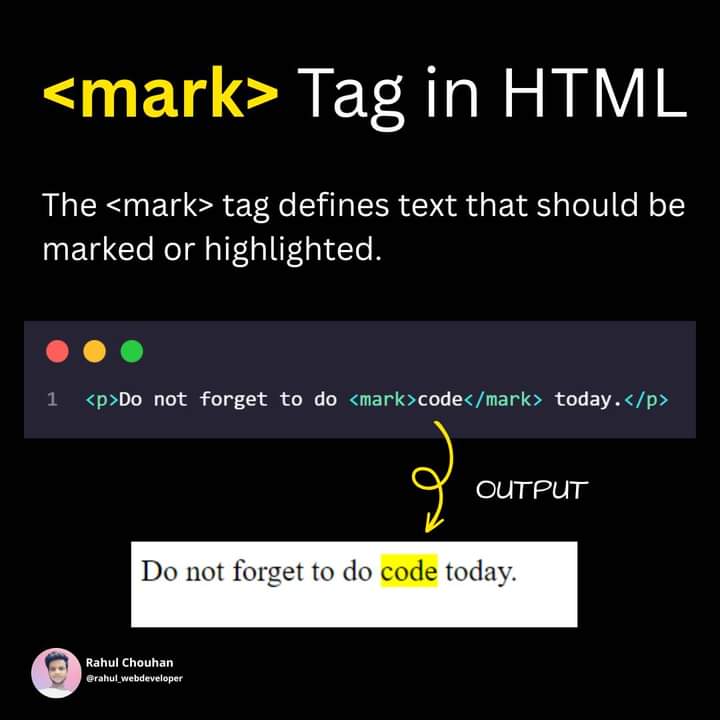 <mark> Tag in HTML
The <mark> tag defines text that should be
marked or highlighted.
1 <p>Do not forget to do <mark>code</mark> today.</p>
OUTPUT
Do not forget to do code today.
Rahul Chouhan
@rahul_webdeveloper